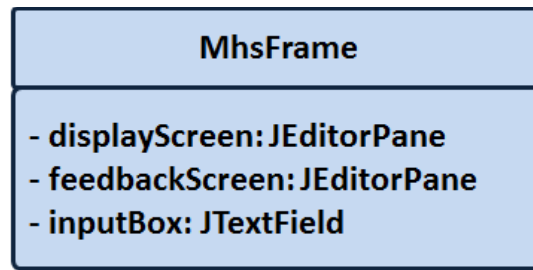 MhsFrame
- displayScreen: JEditorPane
- feedbackScreen: JEditorPane
- inputBox: JTextField